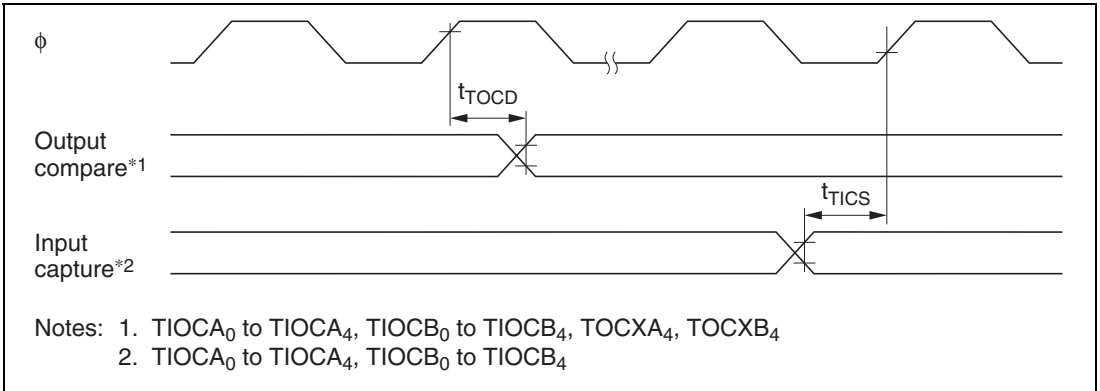 φ
tTOCD
Output
compare*1
tTICS
Input
capture*2
Notes: 1. TIOCA0 to TIOCA4, TIOCB0 to TIOCB4, TOCXA4, TOCXB4
2. TIOCA0 to TIOCA4, TIOCB0 to TIOCB4